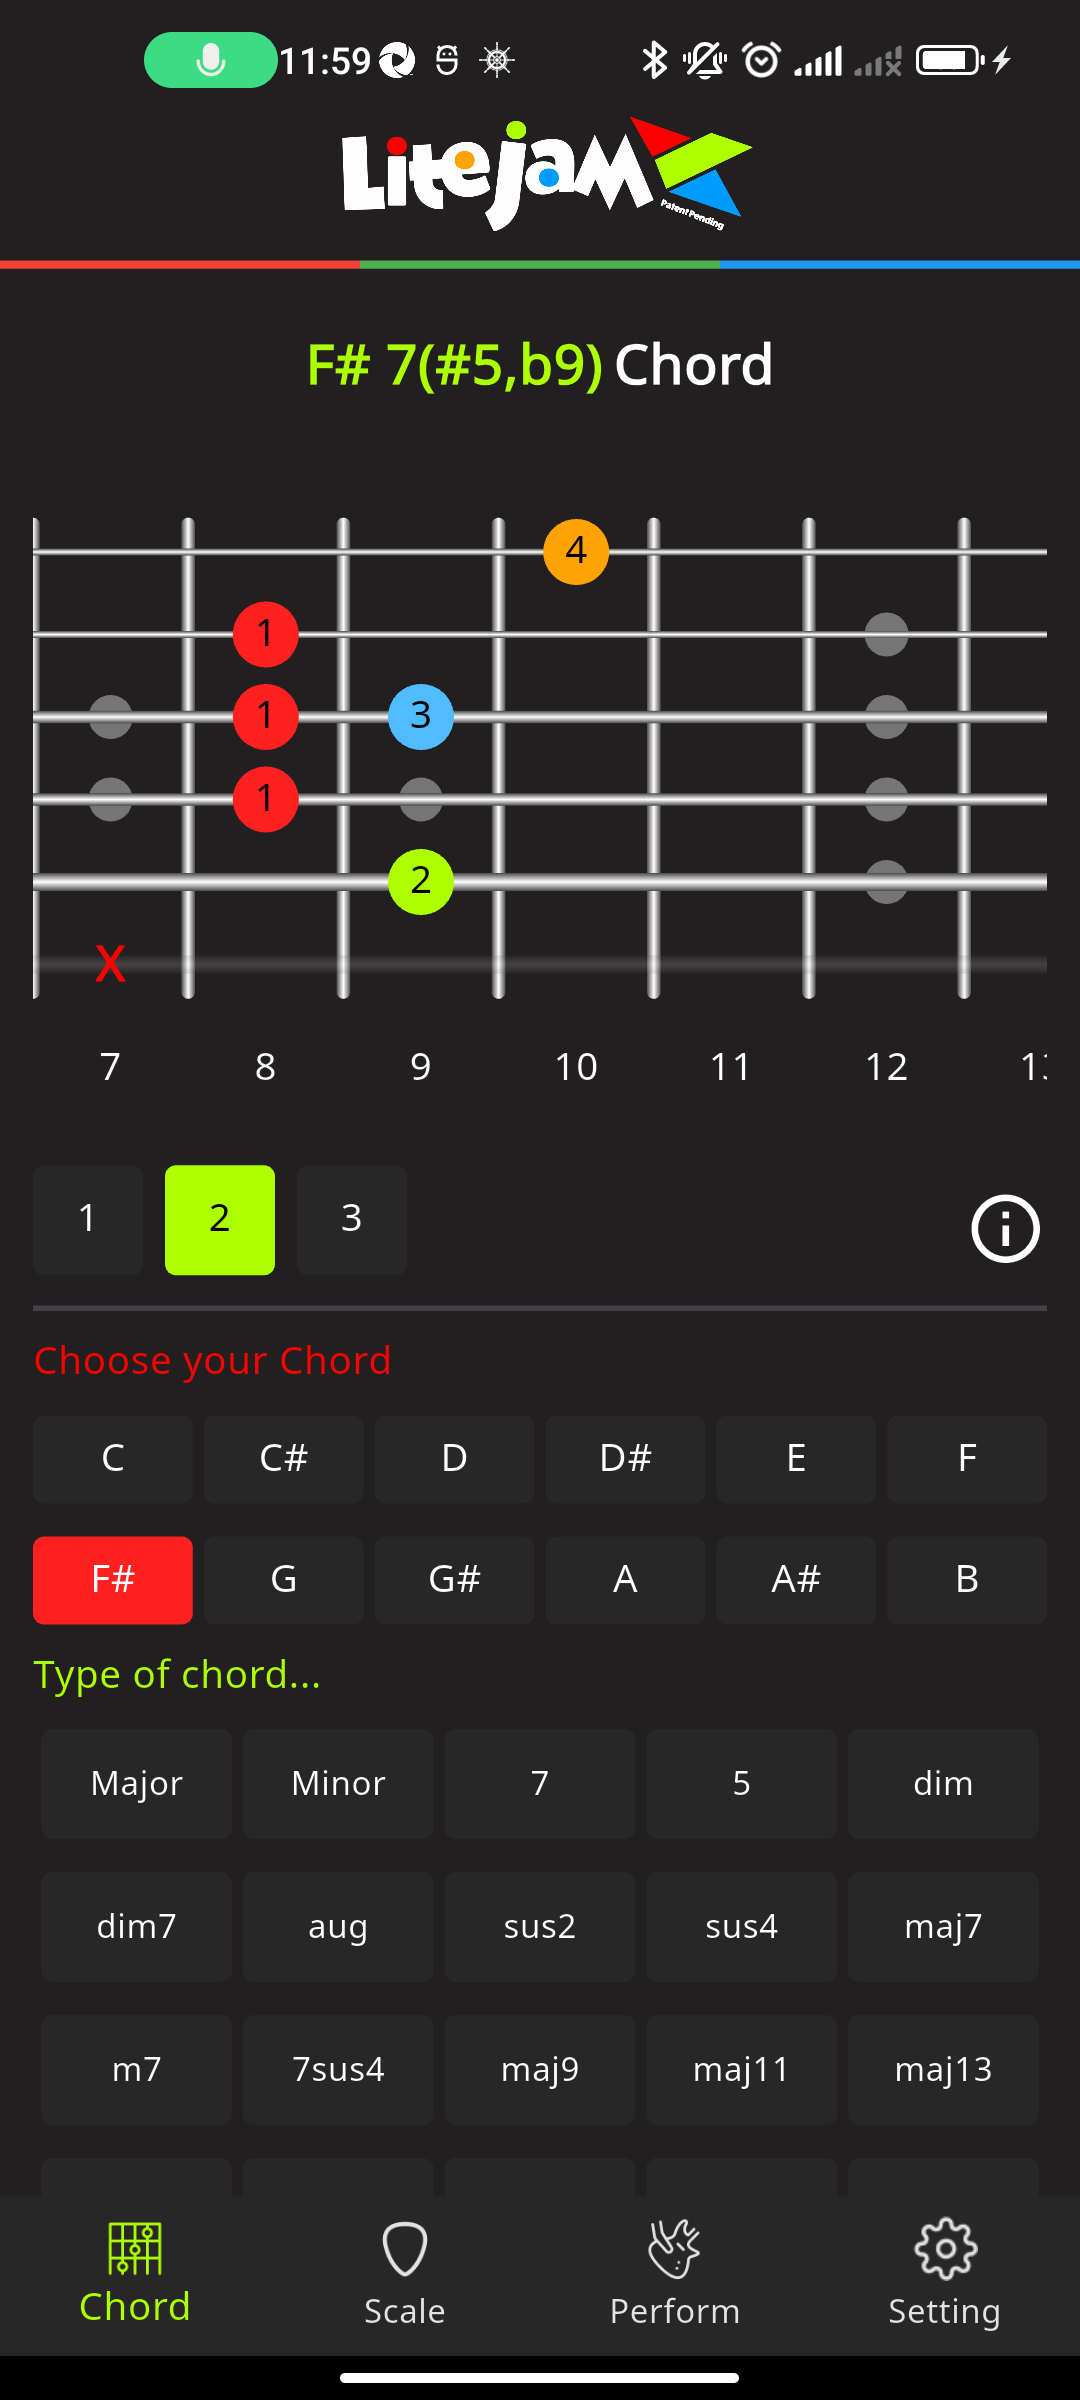 11:59
Litejam
Patent Pending
F# 7(#5,b9) Chord
4
1
1 3
1
2
X
7 8 9 10 11 12
1 2 3
Choose your Chord
C C# D D# E F
F# G G# A A# B
Type of chord...
Major Minor 7 5 dim
dim7 aug sus2 sus4 maj7
m7 7sus4 maj9 maj11 maj13
Chord Scale Perform Setting